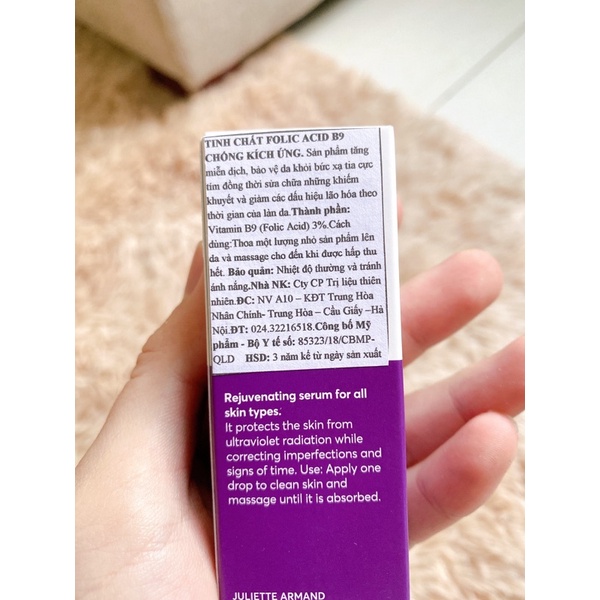 TINH CHẤT FOLIC ACID B9
CHỐNG KÍCH ỨNG. Sản phẩm tăng
miễn dịch, bảo vệ da khỏi bức xạ tia cực
tím đồng thời sửa chữa những khiếm
khuyết và giảm các dấu hiệu lão hóa theo
thời gian của làn da.Thành phần:
Vitamin B9 (Folic Acid) 3%.Cách
dùng:Thoa một lượng nhỏ sản phẩm lên
da và massage cho đến khi được hấp thu
hết. Bảo quản: Nhiệt độ thường và tránh
ánh nắng.Nhà NK: Cty CP Trị liệu thiên
nhiên.ĐC: NV A10 – KĐT Trung Hòa
Nhân Chính- Trung Hòa – Cầu Giấy –Hà
Nội.ĐT: 024.32216518.Công bố Mỹ
phẩm - Bộ Y tế số: 85323/18/CBMP-
QLD HSD: 3 năm kể từ ngày sản xuất
Rejuvenating serum for all
skin types.
It protects the skin from
ultraviolet radiation while
correcting imperfections and
signs of time. Use: Apply one
drop to clean skin and
massage until it is absorbed.
JULIETTE ARMAND